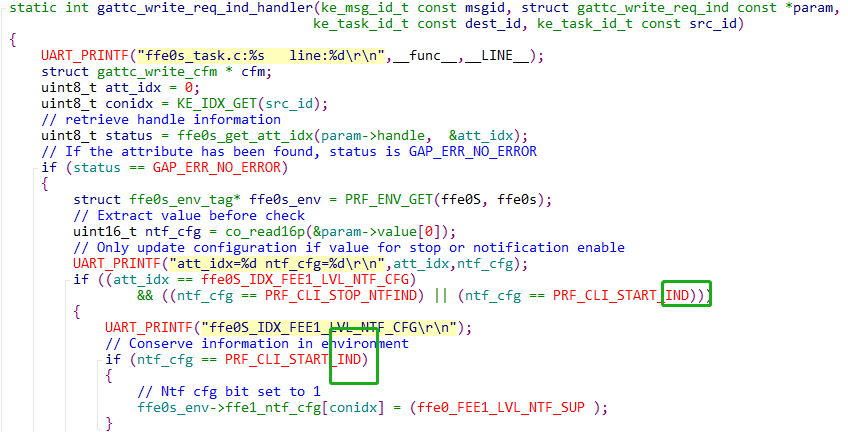 static int gattc_write_req_ind_handler(ke_msg_id_t const msgid, struct gattc_write_req_ind const *param,
ke_task_id_t const dest_id, ke_task_id_t const src_id)
{
UART_PRINTF("ffe0s_task.c:%s   line:%d\r\n",__func__,__LINE__);
struct gattc_write_cfm * cfm;
uint8_t att_idx = 0;
uint8_t conidx = KE_IDX_GET(src_id);
// retrieve handle information
uint8_t status = ffe0s_get_att_idx(param->handle,  &att_idx);
// If the attribute has been found, status is GAP_ERR_NO_ERROR
if (status == GAP_ERR_NO_ERROR)
{
struct ffe0s_env_tag* ffe0s_env = PRF_ENV_GET(ffe0S, ffe0s);
// Extract value before check
uint16_t ntf_cfg = co_read16p(&param->value[0]);
// Only update configuration if value for stop or notification enable
UART_PRINTF("att_idx=%d ntf_cfg=%d\r\n",att_idx,ntf_cfg);
if ((att_idx == ffe0S_IDX_FEE1_LVL_NTF_CFG)
&& ((ntf_cfg == PRF_CLI_STOP_NTFIND) || (ntf_cfg == PRF_CLI_START_IND)))
{
UART_PRINTF("ffe0S_IDX_FEE1_LVL_NTF_CFG\r\n");
// Conserve information in environment
if (ntf_cfg == PRF_CLI_START_IND)
{
// Ntf cfg bit set to 1
ffe0s_env->ffe1_ntf_cfg[conidx] = (ffe0_FEE1_LVL_NTF_SUP );
}